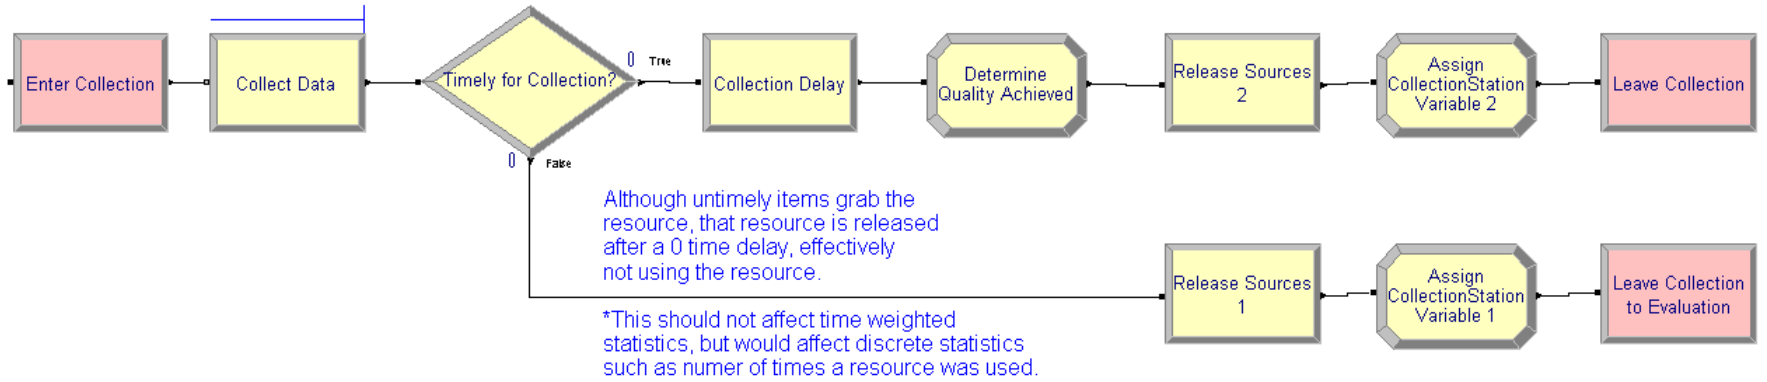 Enter Collection
Collect Data
Timely for Collection?
0
True
0
False
Collection Delay
Determine
Quality Achieved
Release Sources
2
Assign
CollectionStation
Variable 2
Leave Collection
Although untimely items grab the
resource, that resource is released
after a 0 time delay, effectively
not using the resource.
*This should not affect time weighted
statistics, but would affect discrete statistics
such as numer of times a resource was used.
Release Sources
1
Assign
CollectionStation
Variable 1
Leave Collection
to Evaluation